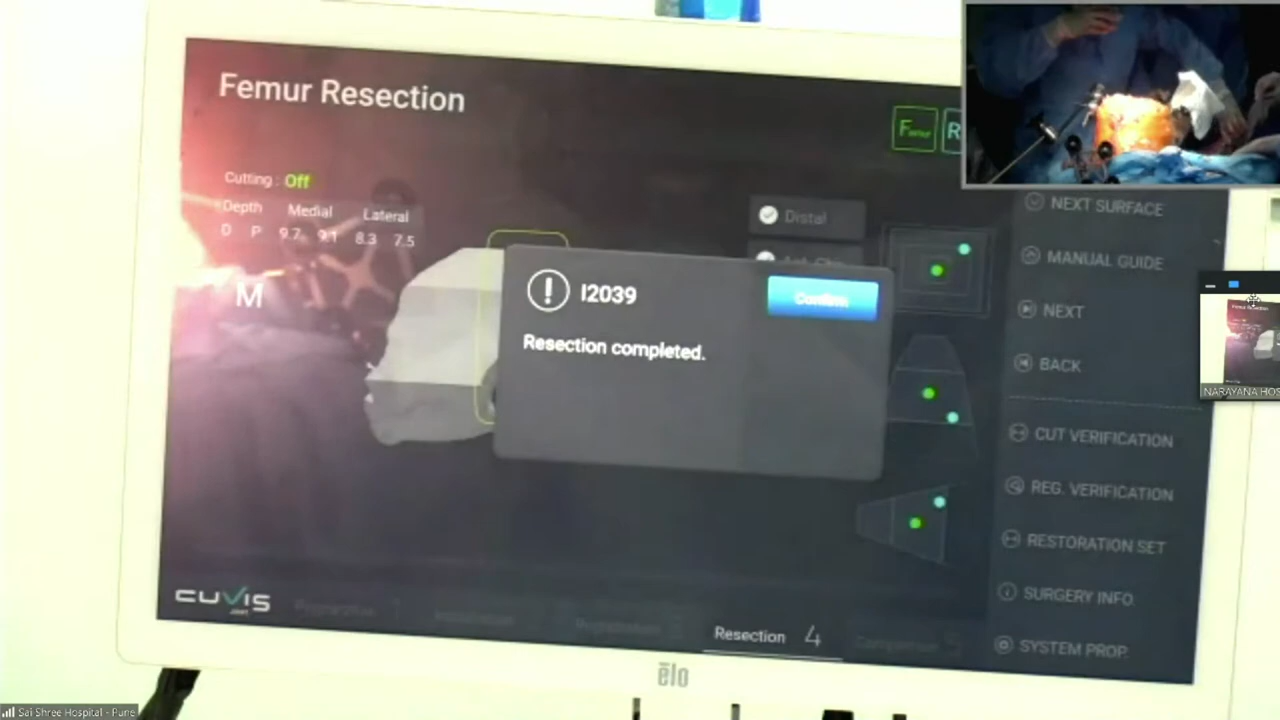 Femur Resection
Femur
R
Cutting : Off
Depth Medial Lateral
D P 9.7 9.1 8.3 7.5
M
Distal
I2039
Confirm
Resection completed.
NEXT SURFACE
MANUAL GUIDE
NEXT
BACK
CUT VERIFICATION
REG. VERIFICATION
RESTORATION SET
SURGERY INFO.
SYSTEM PROP.
CUVIS
JOINT
Resection 4
elo
NARAYANA HOS
Sai Shree Hospital - Pune